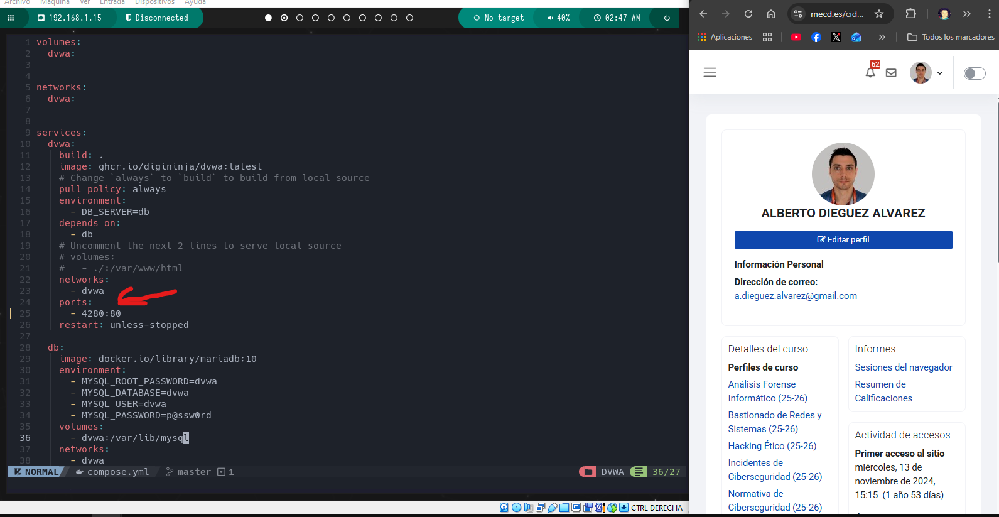 Archivo Máquina Ver Entrada Dispositivos Ayuda
192.168.1.15 Disconnected No target 40% 02:47 AM
1 volumes:
2 dvwa:
3
4
5 networks:
6 dvwa:
7
8
9 services:
10 dvwa:
11 build: .
12 image: ghcr.io/digininja/dvwa:latest
13 # Change `always` to `build` to build from local source
14 pull_policy: always
15 environment:
16 - DB_SERVER=db
17 depends_on:
18 - db
19 # Uncomment the next 2 lines to serve local source
20 # volumes:
21 #   - ./:/var/www/html
22 networks:
23 - dvwa
24 ports:
25 - 4280:80
26 restart: unless-stopped
27
28 db:
29 image: docker.io/library/mariadb:10
30 environment:
31 - MYSQL_ROOT_PASSWORD=dvwa
32 - MYSQL_DATABASE=dvwa
33 - MYSQL_USER=dvwa
34 - MYSQL_PASSWORD=p@ssw0rd
35 volumes:
36 - dvwa:/var/lib/mysql
37 networks:
38 - dvwa
NORMAL compose.yml master 1 DVWA 36/27
CTRL DERECHA
mecd.es/cid...
Aplicaciones Todos los marcadores
62
ALBERTO DIEGUEZ ALVAREZ
Editar perfil
Información Personal
Dirección de correo:
a.dieguez.alvarez@gmail.com
Detalles del curso
Perfiles de curso
Análisis Forense
Informático (25-26)
Bastionado de Redes y
Sistemas (25-26)
Hacking Ético (25-26)
Incidentes de
Ciberseguridad (25-26)
Normativa de
Ciberseguridad (25-26)
Informes
Sesiones del navegador
Resumen de
Calificaciones
Actividad de accesos
Primer acceso al sitio
miércoles, 13 de
noviembre de 2024,
15:15 (1 año 53 días)